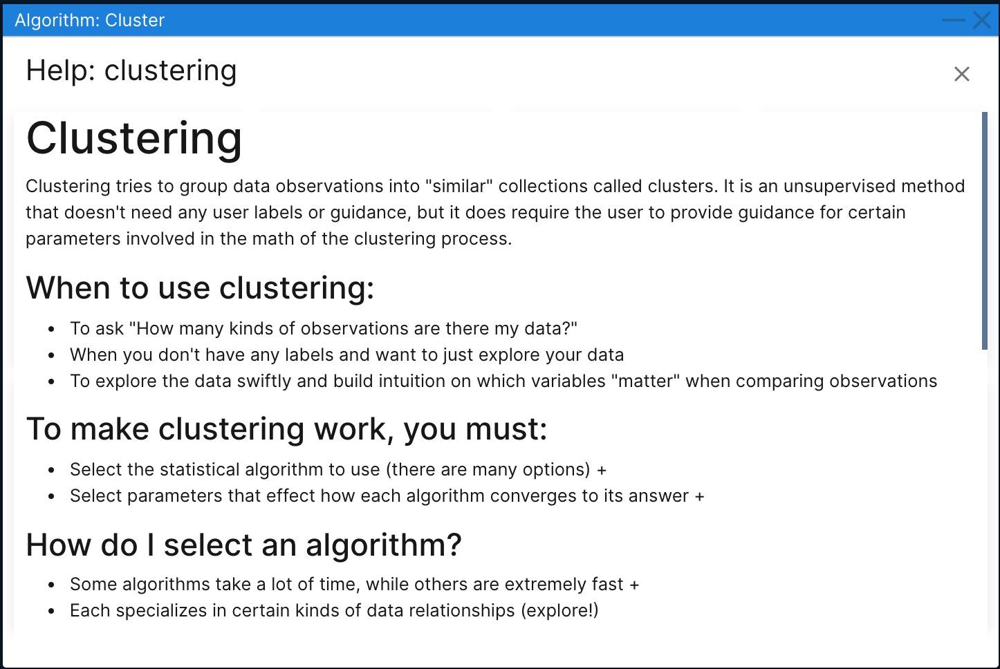 Algorithm: Cluster
Help: clustering
Clustering
Clustering tries to group data observations into "similar" collections called clusters. It is an unsupervised method
that doesn't need any user labels or guidance, but it does require the user to provide guidance for certain
parameters involved in the math of the clustering process.
When to use clustering:
• To ask "How many kinds of observations are there my data?"
• When you don't have any labels and want to just explore your data
• To explore the data swiftly and build intuition on which variables "matter" when comparing observations
To make clustering work, you must:
• Select the statistical algorithm to use (there are many options) +
• Select parameters that effect how each algorithm converges to its answer +
How do I select an algorithm?
• Some algorithms take a lot of time, while others are extremely fast +
• Each specializes in certain kinds of data relationships (explore!)